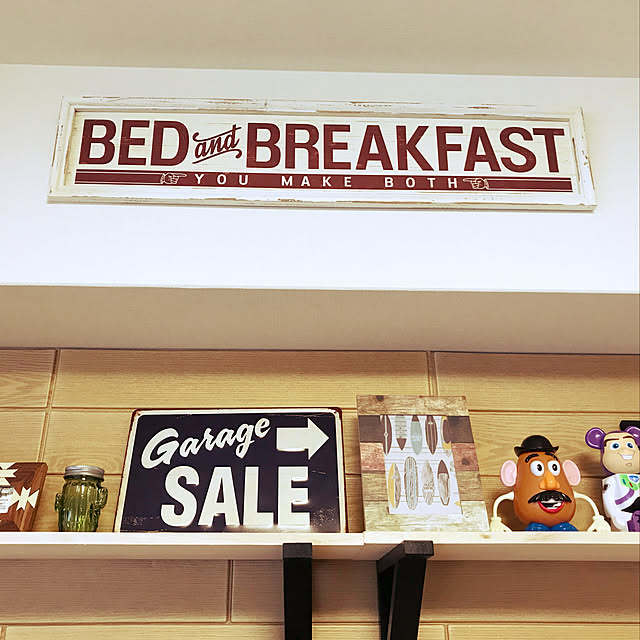 BED and BREAKFAST
YOU MAKE BOTH
Garage
SALE